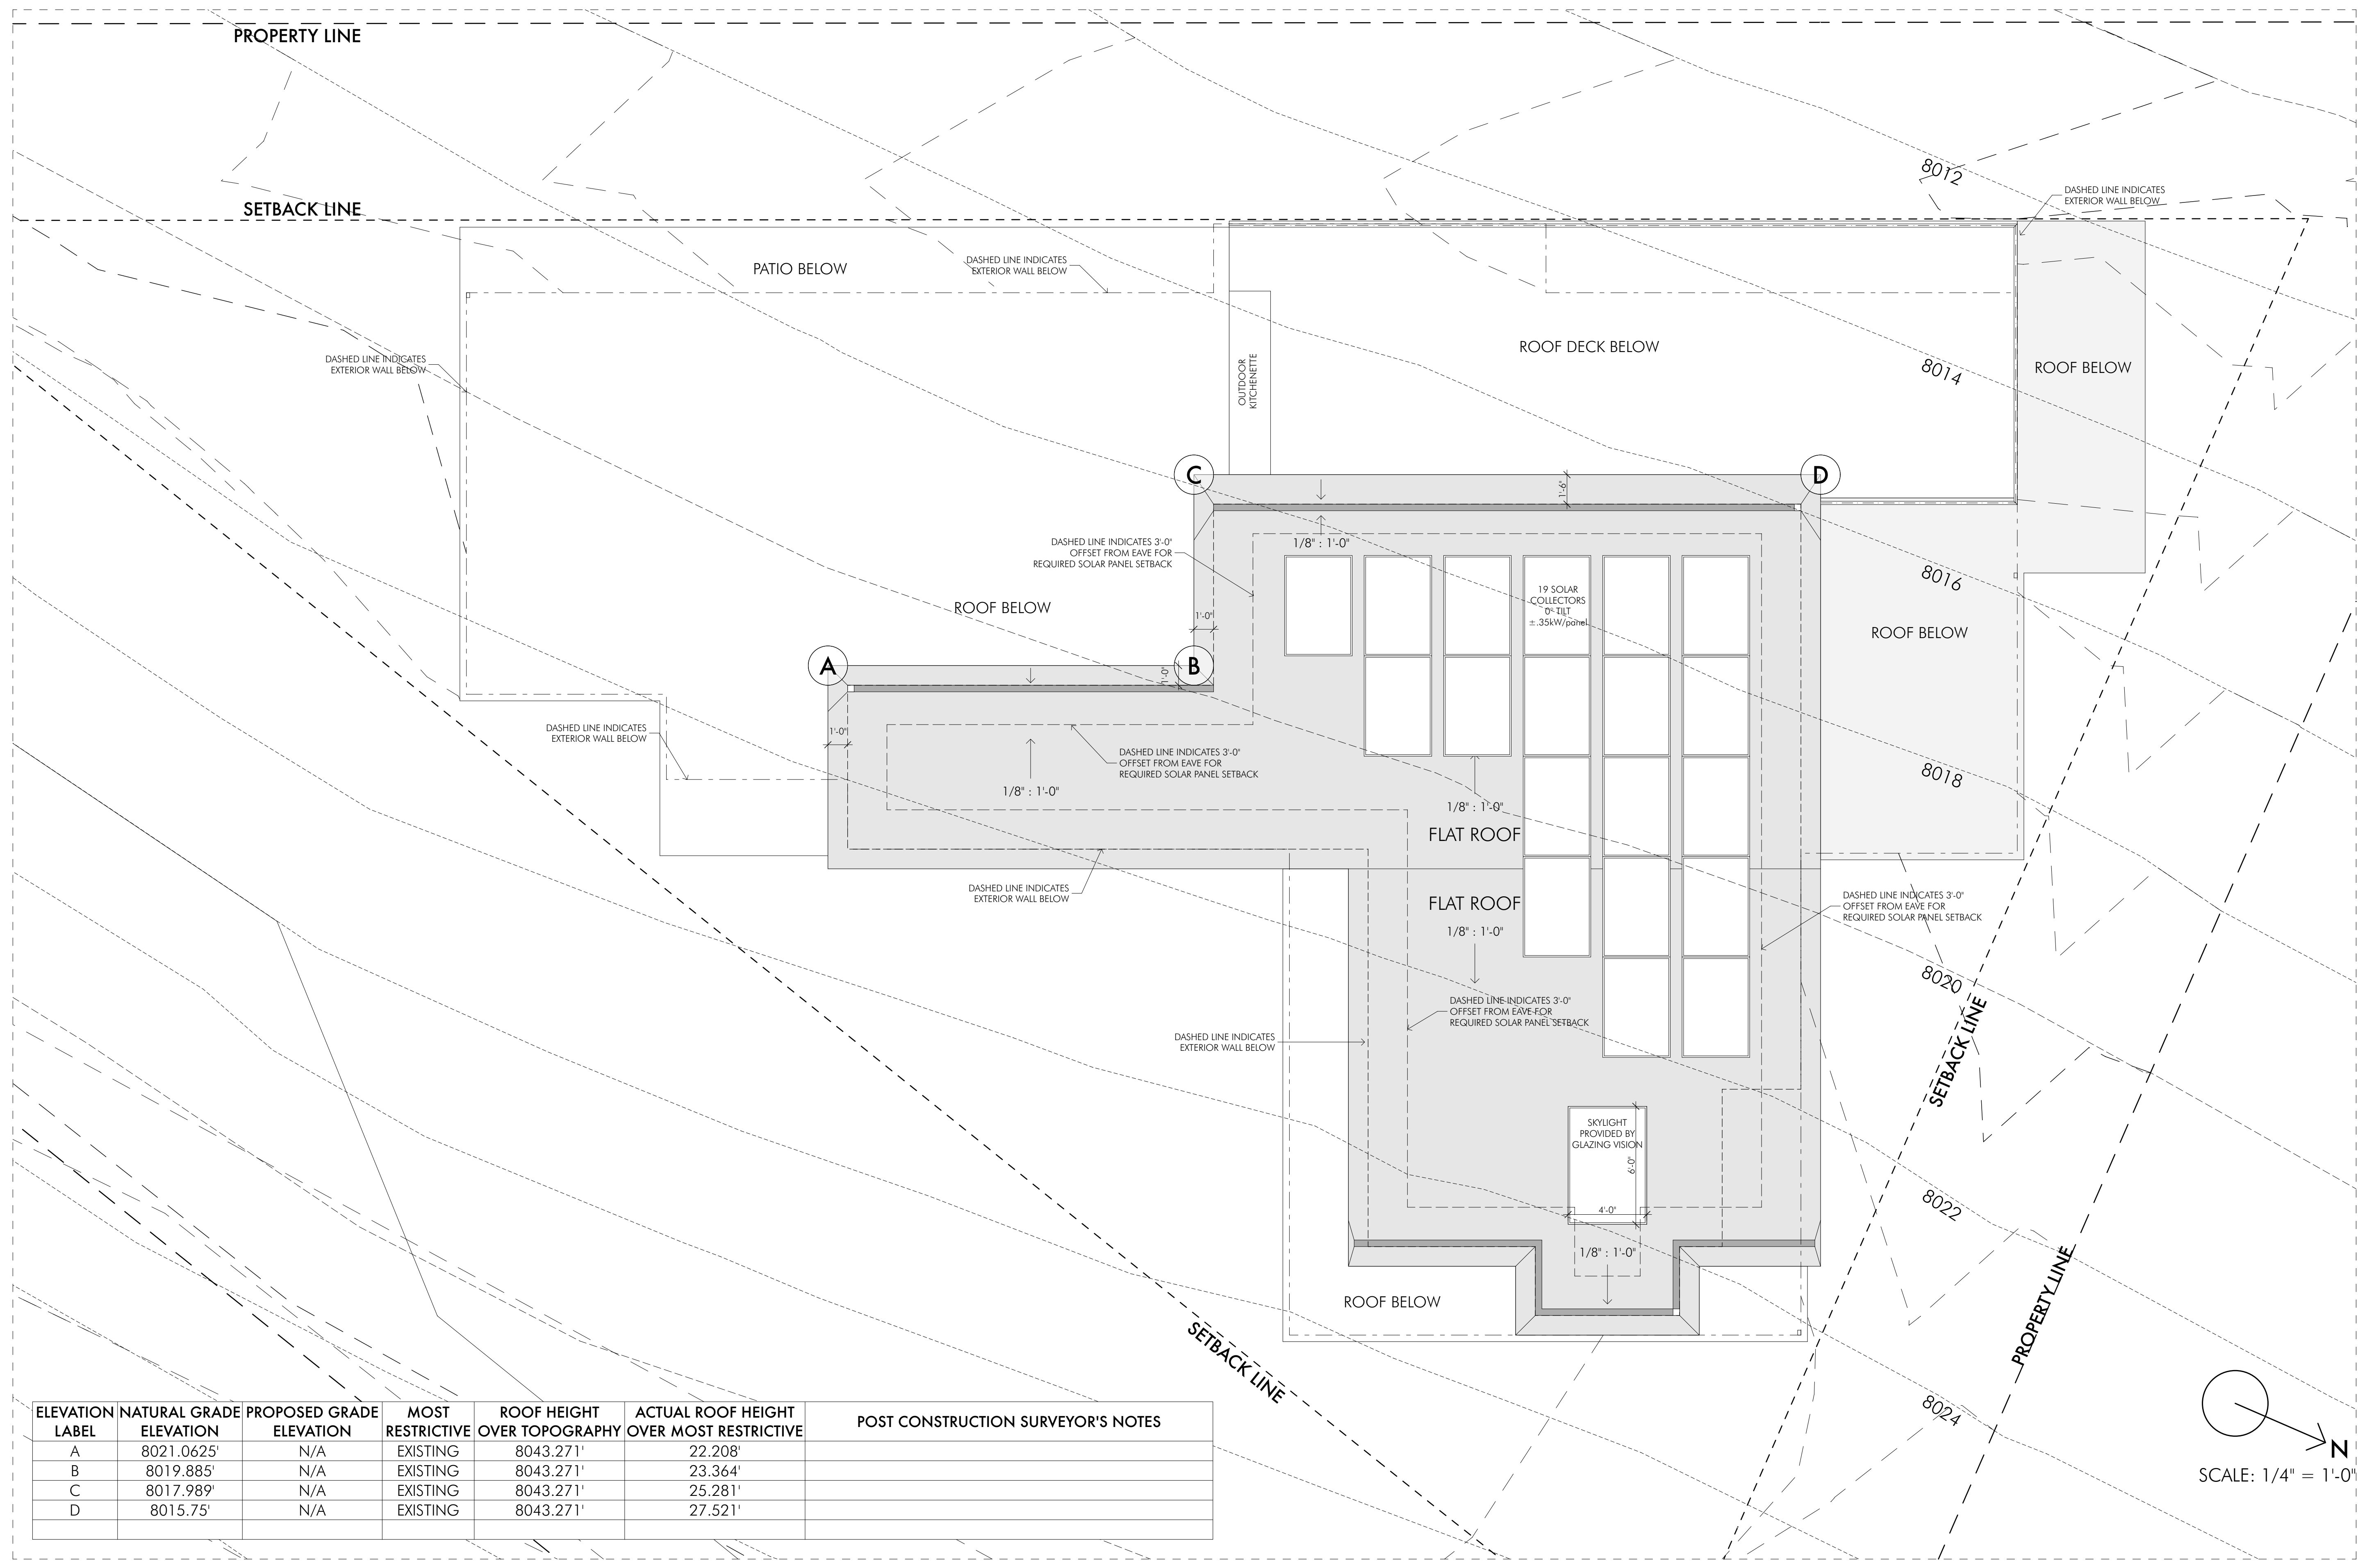 PROPERTY LINE
8012
DASHED LINE INDICATES
EXTERIOR WALL BELOW
SETBACK LINE
PATIO BELOW
DASHED LINE INDICATES
EXTERIOR WALL BELOW
ROOF DECK BELOW
DASHED LINE INDICATES
EXTERIOR WALL BELOW
OUTDOOR
KITCHENETTE
8014
ROOF BELOW
C
D
1'-6"
DASHED LINE INDICATES 3'-0"
OFFSET FROM EAVE FOR
REQUIRED SOLAR PANEL SETBACK
1/8" : 1'-0"
8016
19 SOLAR
COLLECTORS
0° TILT
±.35kW/panel
ROOF BELOW
1'-0"
ROOF BELOW
A
B
1'-0"
DASHED LINE INDICATES
EXTERIOR WALL BELOW
1'-0"
DASHED LINE INDICATES 3'-0"
OFFSET FROM EAVE FOR
REQUIRED SOLAR PANEL SETBACK
8018
1/8" : 1'-0"
1/8" : 1'-0"
FLAT ROOF
DASHED LINE INDICATES
EXTERIOR WALL BELOW
FLAT ROOF
1/8" : 1'-0"
DASHED LINE INDICATES 3'-0"
OFFSET FROM EAVE FOR
REQUIRED SOLAR PANEL SETBACK
8020
DASHED LINE INDICATES 3'-0"
OFFSET FROM EAVE FOR
REQUIRED SOLAR PANEL SETBACK
DASHED LINE INDICATES
EXTERIOR WALL BELOW
SETBACK LINE
SKYLIGHT
PROVIDED BY
GLAZING VISION
6'-0"
4'-0"
8022
1/8" : 1'-0"
ROOF BELOW
PROPERTY LINE
SETBACK LINE
8024
N
SCALE: 1/4" = 1'-0"
ELEVATION LABEL NATURAL GRADE ELEVATION PROPOSED GRADE ELEVATION MOST RESTRICTIVE ROOF HEIGHT OVER TOPOGRAPHY ACTUAL ROOF HEIGHT OVER MOST RESTRICTIVE POST CONSTRUCTION SURVEYOR'S NOTES
A 8021.0625' N/A EXISTING 8043.271' 22.208'
B 8019.885' N/A EXISTING 8043.271' 23.364'
C 8017.989' N/A EXISTING 8043.271' 25.281'
D 8015.75' N/A EXISTING 8043.271' 27.521'